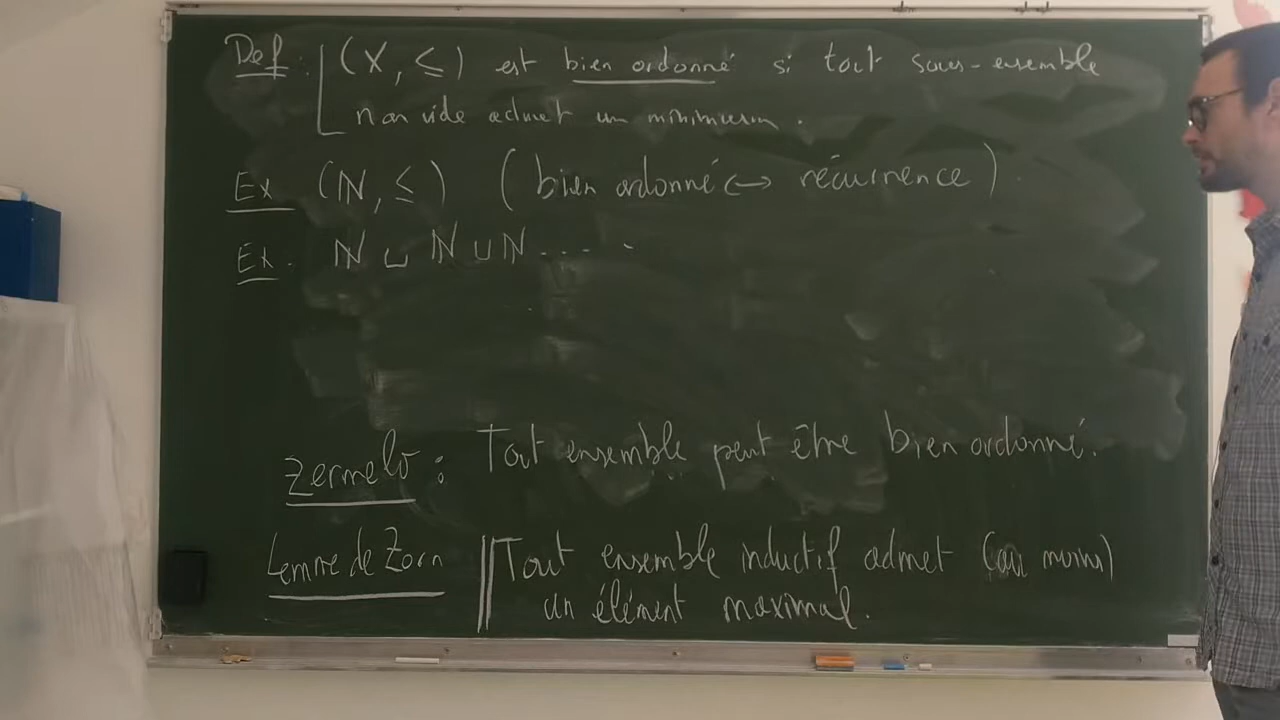 Def : (X, ≤) est bien ordonné si tout sous-ensemble
non vide admet un minimum.
Ex (ℕ, ≤) (bien ordonné ↔ récurrence)
Ex. ℕ ⊔ ℕ ∪ ℕ .... .
Zermelo : Tout ensemble peut être bien ordonné.
Lemme de Zorn Tout ensemble inductif admet (au moins)
un élément maximal.